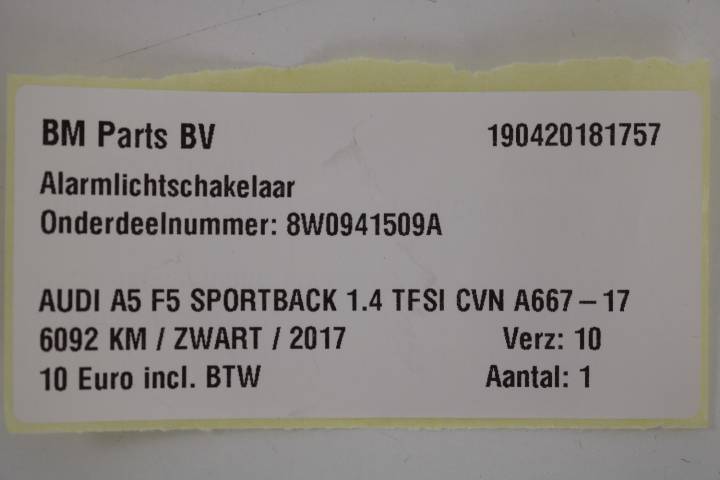 BM Parts BV 190420181757
Alarmlichtschakelaar
Onderdeelnummer: 8W0941509A
AUDI A5 F5 SPORTBACK 1.4 TFSI CVN A667-17
6092 KM / ZWART / 2017 Verz: 10
10 Euro incl. BTW Aantal: 1